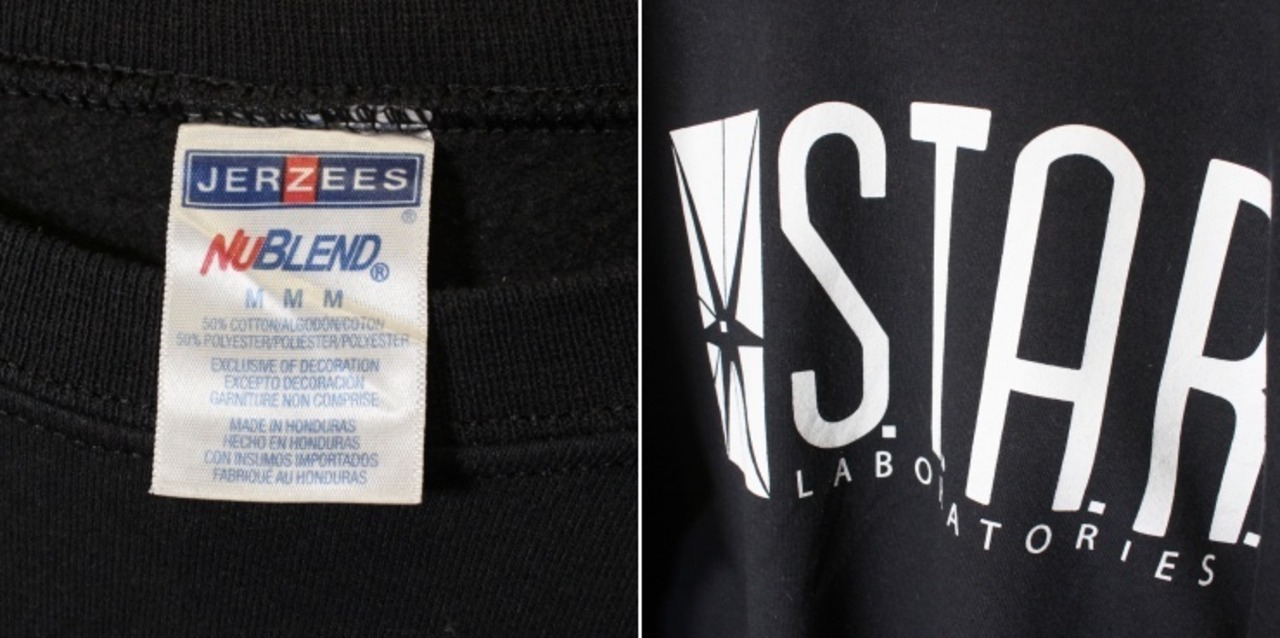 JERZEES
®
NUBLEND®
M M M
50% COTTON/ALGODÓN/COTON
50% POLYESTER/POLIESTER/POLYESTER
EXCLUSIVE OF DECORATION
EXCEPTO DECORACIÓN
GARNITURE NON COMPRISE
MADE IN HONDURAS
HECHO EN HONDURAS
CON INSUMOS IMPORTADOS
FABRIQUÉ AU HONDURAS
S.T.A.R.
LABORATORIES